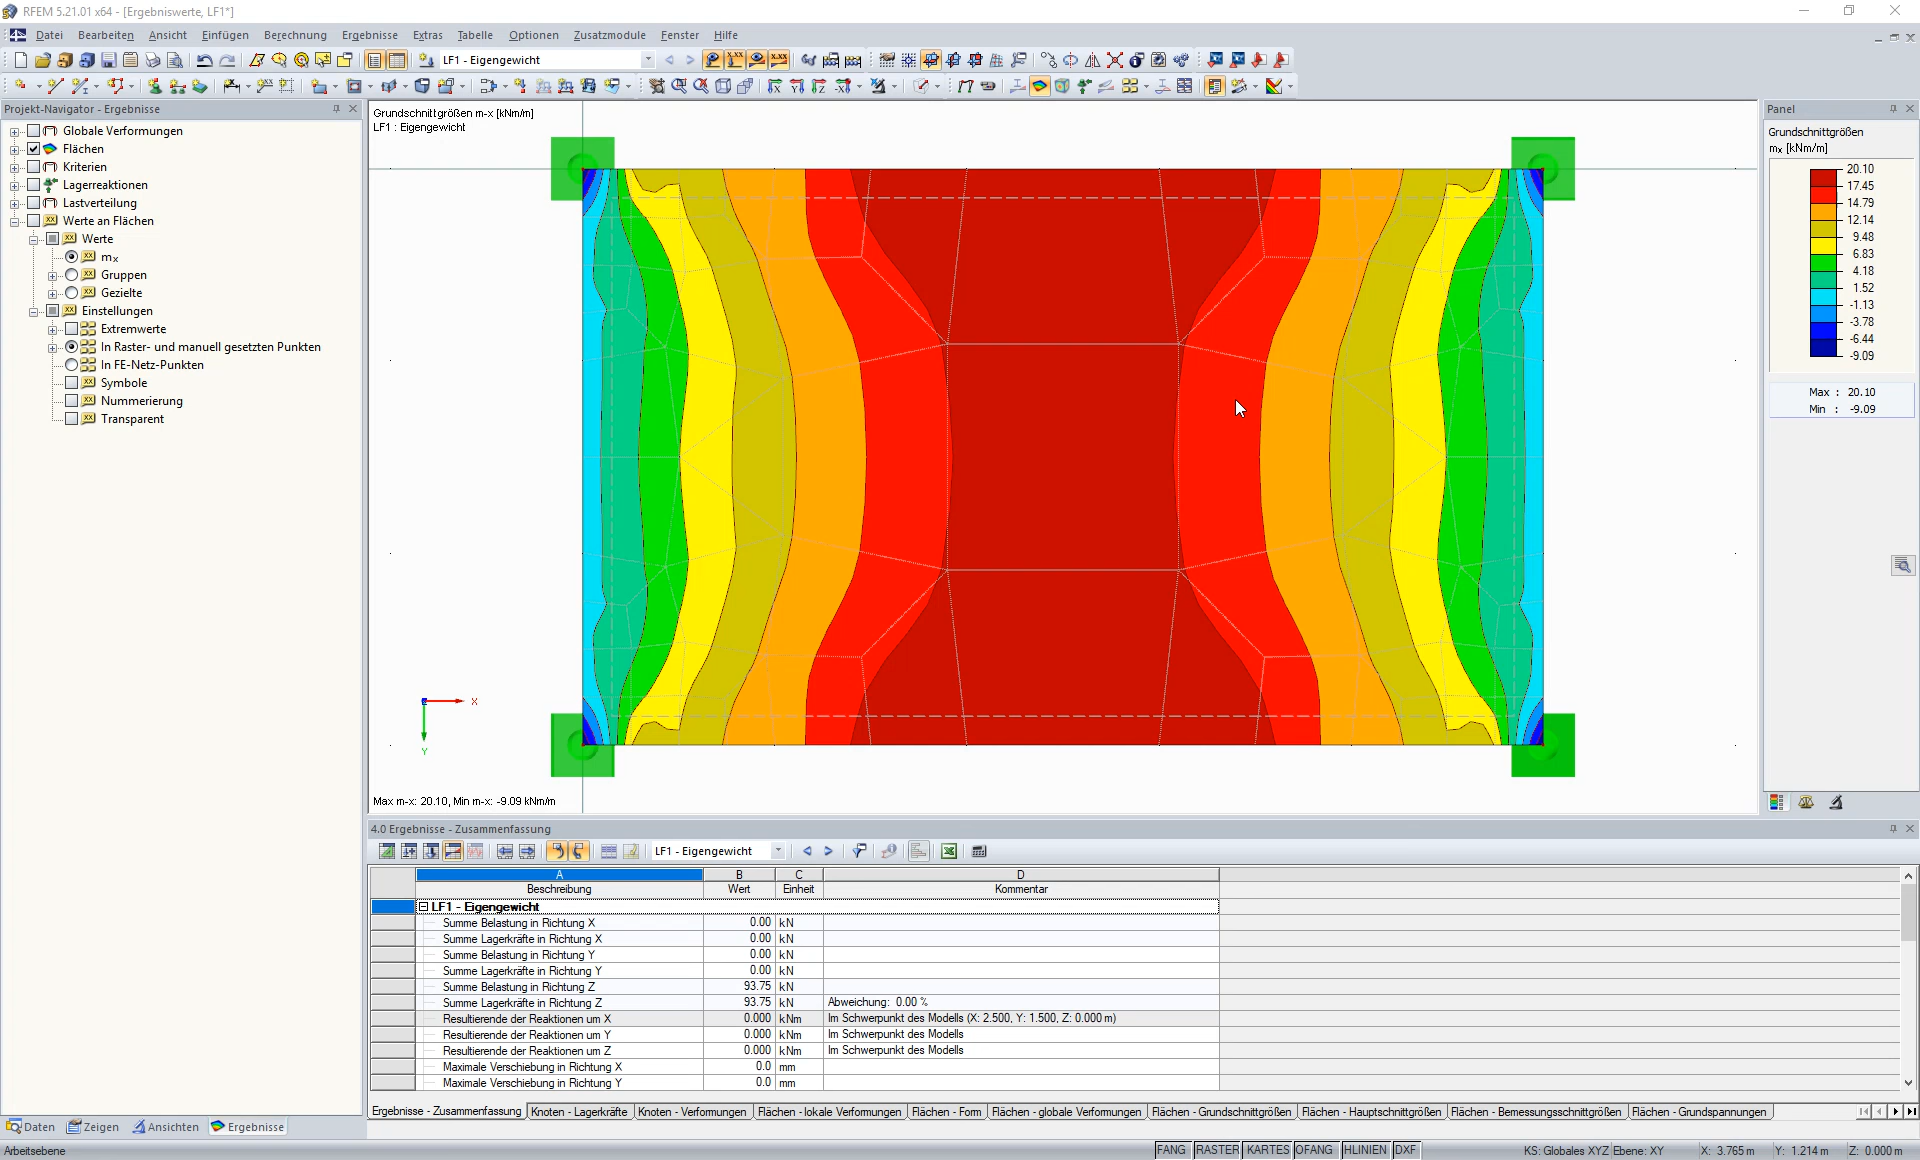 RFEM 5.21.01 x64 - [Ergebniswerte, LF1*]
Datei Bearbeiten Ansicht Einfügen Berechnung Ergebnisse Extras Tabelle Optionen Zusatzmodule Fenster Hilfe
LF1 - Eigengewicht
Projekt-Navigator - Ergebnisse
Globale Verformungen
Flächen
Kriterien
Lagerreaktionen
Lastverteilung
Werte an Flächen
Werte
mx
Gruppen
Gezielte
Einstellungen
Extremwerte
In Raster- und manuell gesetzten Punkten
In FE-Netz-Punkten
Symbole
Nummerierung
Transparent
Daten Zeigen Ansichten Ergebnisse
Grundschnittgrößen m-x [kNm/m]
LF1 : Eigengewicht
X
Y
Max m-x: 20.10, Min m-x: -9.09 kNm/m
Panel
Grundschnittgrößen
mx [kNm/m]
20.10
17.45
14.79
12.14
9.48
6.83
4.18
1.52
-1.13
-3.78
-6.44
-9.09
Max : 20.10
Min : -9.09
4.0 Ergebnisse - Zusammenfassung
LF1 - Eigengewicht
A B C D
Beschreibung Wert Einheit Kommentar
LF1 - Eigengewicht
Summe Belastung in Richtung X 0.00 kN
Summe Lagerkräfte in Richtung X 0.00 kN
Summe Belastung in Richtung Y 0.00 kN
Summe Lagerkräfte in Richtung Y 0.00 kN
Summe Belastung in Richtung Z 93.75 kN
Summe Lagerkräfte in Richtung Z 93.75 kN Abweichung: 0.00 %
Resultierende der Reaktionen um X 0.000 kNm Im Schwerpunkt des Modells (X: 2.500, Y: 1.500, Z: 0.000 m)
Resultierende der Reaktionen um Y 0.000 kNm Im Schwerpunkt des Modells
Resultierende der Reaktionen um Z 0.000 kNm Im Schwerpunkt des Modells
Maximale Verschiebung in Richtung X 0.0 mm
Maximale Verschiebung in Richtung Y 0.0 mm
Ergebnisse - Zusammenfassung Knoten - Lagerkräfte Knoten - Verformungen Flächen - lokale Verformungen Flächen - Form Flächen - globale Verformungen Flächen - Grundschnittgrößen Flächen - Hauptschnittgrößen Flächen - Bemessungsschnittgrößen Flächen - Grundspannungen
Arbeitsebene FANG RASTER KARTES OFANG HLINIEN DXF KS: Globales XYZ Ebene: XY X: 3.765 m Y: 1.214 m Z: 0.000 m